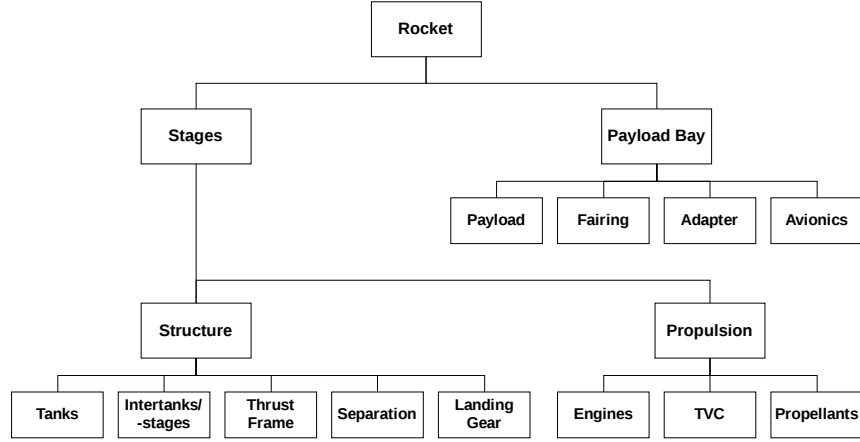 Rocket
Stages
Payload Bay
Payload
Fairing
Adapter
Avionics
Structure
Propulsion
Tanks
Intertanks/
-stages
Thrust
Frame
Separation
Landing
Gear
Engines
TVC
Propellants